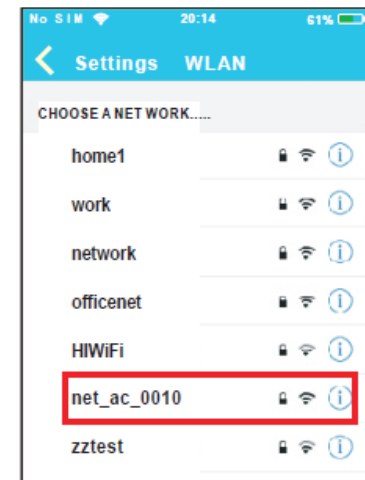 No SIM 20:14 61%
Settings WLAN
CHOOSE A NET WORK.....
home1
work
network
officenet
HIWiFi
net_ac_0010
zztest